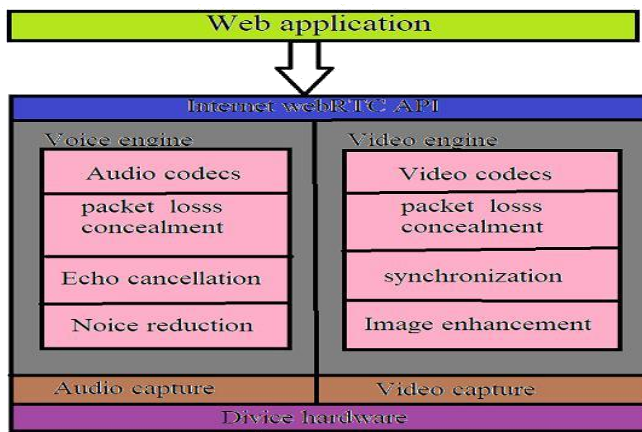 Web application
Internet webRTC API
Voice engine
Audio codecs
packet losss
concealment
Echo cancellation
Noice reduction
Video engine
Video codecs
packet losss
concealment
synchronization
Image enhancement
Audio capture
Video capture
Divice hardware